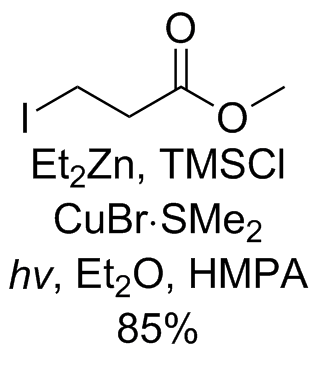 O
I
O
Et₂Zn, TMSCl
CuBr·SMe₂
hν, Et₂O, HMPA
85%